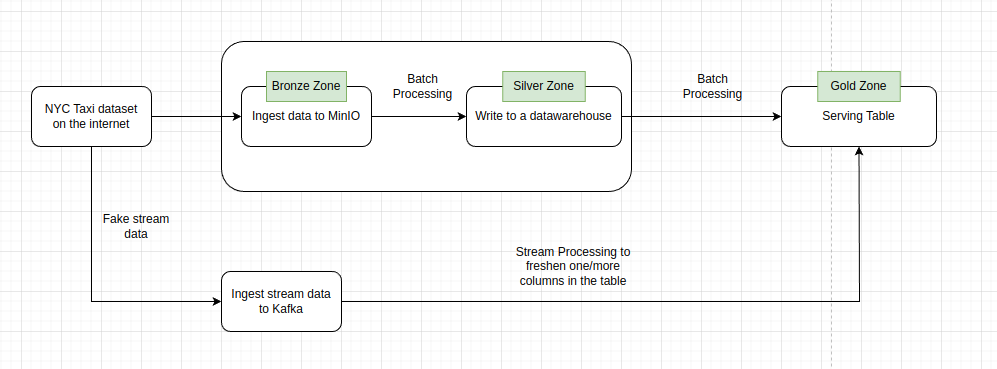 NYC Taxi dataset
on the internet
Bronze Zone
Ingest data to MinIO
Batch
Processing
Silver Zone
Write to a datawarehouse
Batch
Processing
Gold Zone
Serving Table
Fake stream
data
Ingest stream data
to Kafka
Stream Processing to
freshen one/more
columns in the table